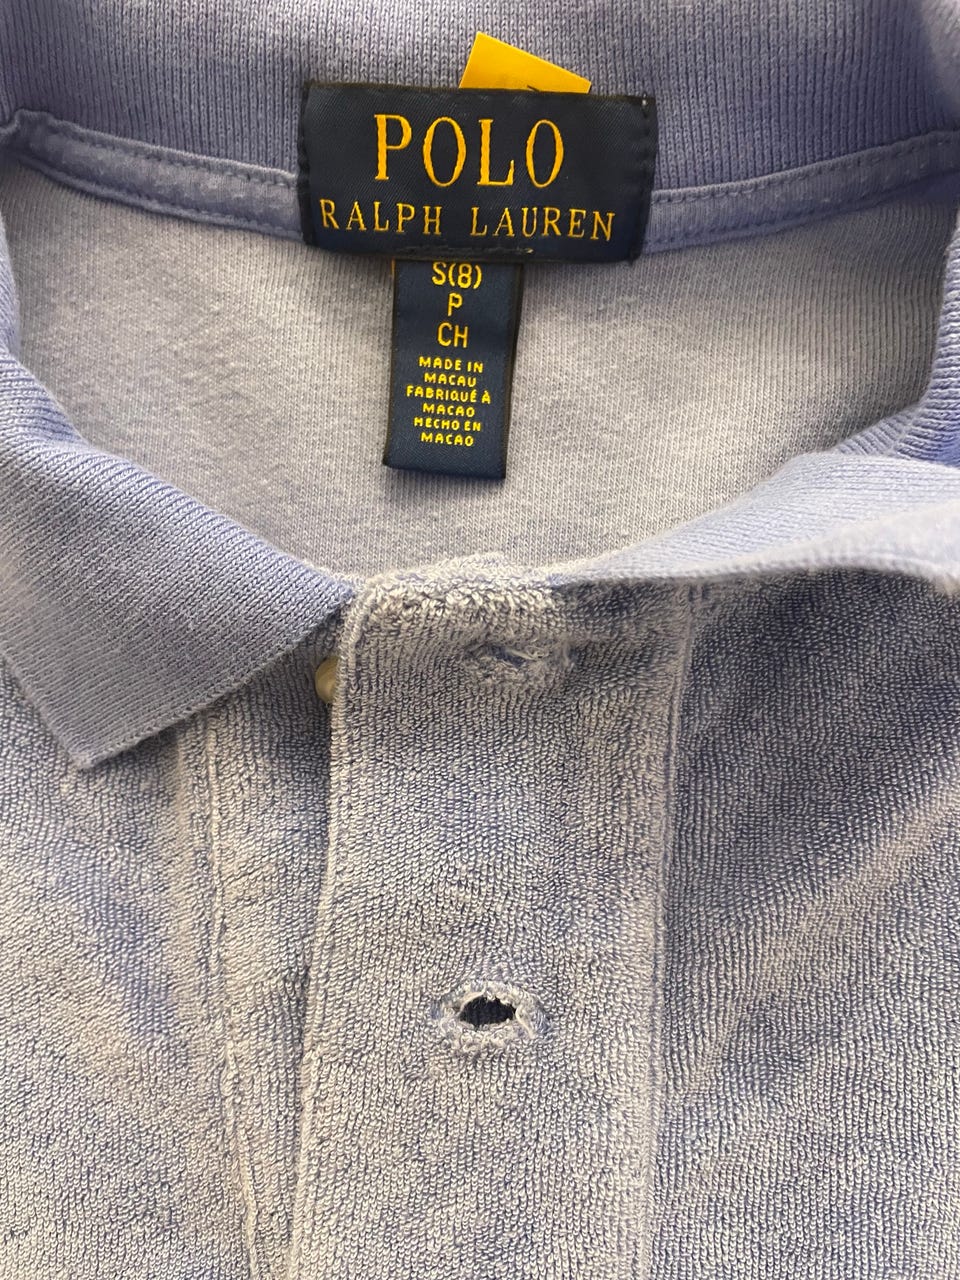 POLO
RALPH LAUREN
S(8)
P
CH
MADE IN
MACAU
FABRIQUÉ À
MACAO
HECHO EN
MACAO